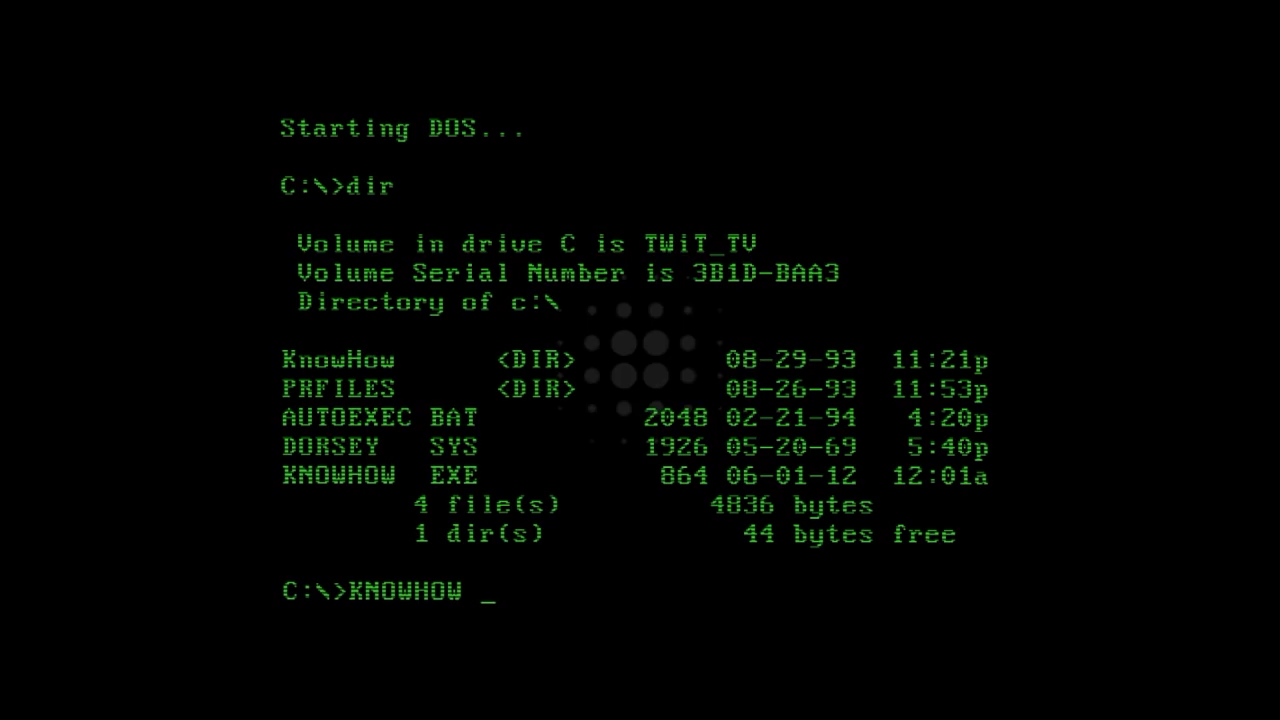 Starting DOS...
C:\>dir
Volume in drive C is TWiT_TV
Volume Serial Number is 3B1D-BAA3
Directory of c:\
KnowHow <DIR> 08-29-93 11:21p
PRFILES <DIR> 08-26-93 11:53p
AUTOEXEC BAT 2048 02-21-94 4:20p
DORSEY SYS 1926 05-20-69 5:40p
KNOWHOW EXE 864 06-01-12 12:01a
4 file(s) 4836 bytes
1 dir(s) 44 bytes free
C:\>KNOWHOW _